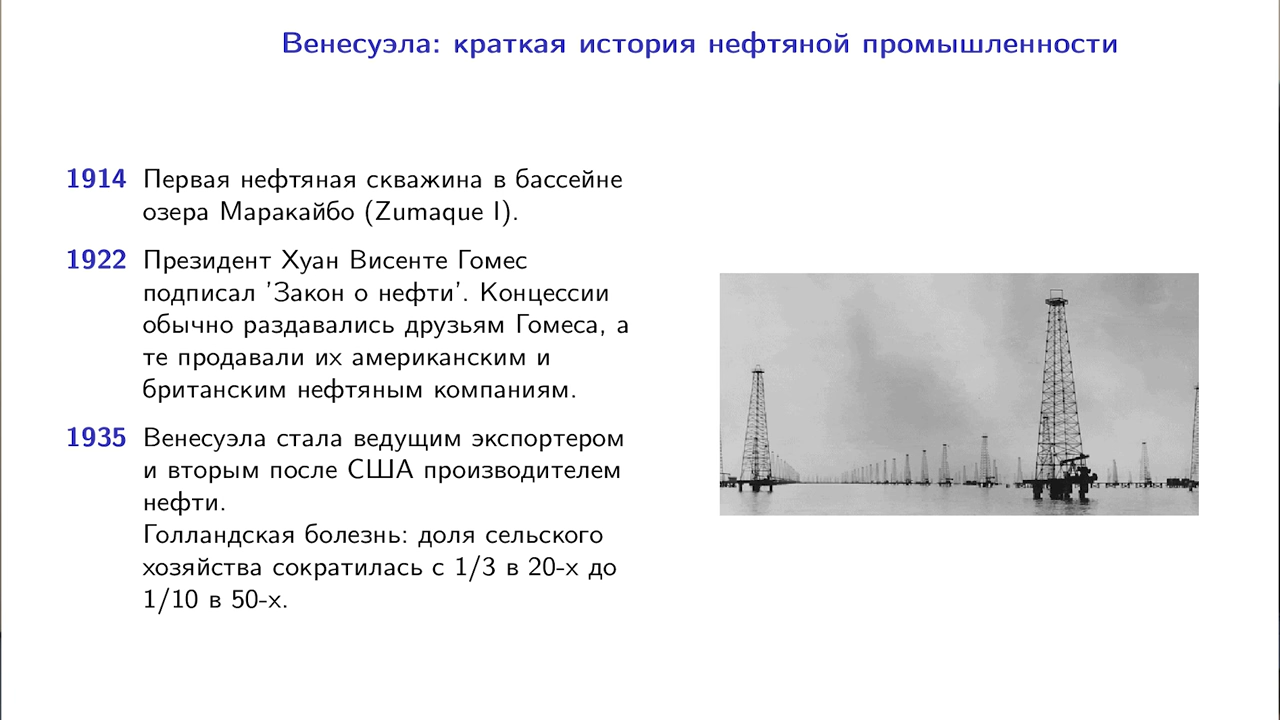 Венесуэла: краткая история нефтяной промышленности
1914 Первая нефтяная скважина в бассейне
озера Маракайбо (Zumaque I).
1922 Президент Хуан Висенте Гомес
подписал 'Закон о нефти'. Концессии
обычно раздавались друзьям Гомеса, а
те продавали их американским и
британским нефтяным компаниям.
1935 Венесуэла стала ведущим экспортером
и вторым после США производителем
нефти.
Голландская болезнь: доля сельского
хозяйства сократилась с 1/3 в 20-х до
1/10 в 50-х.